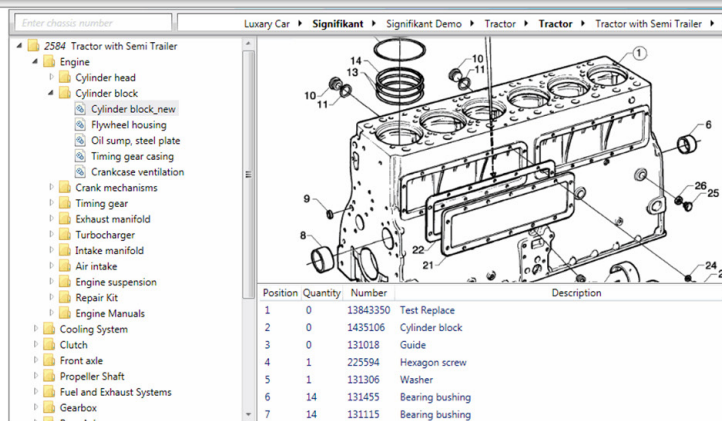 Enter chassis number
Luxary Car Signifikant Signifikant Demo Tractor Tractor Tractor with Semi Trailer
2584 Tractor with Semi Trailer
Engine
Cylinder head
Cylinder block
Cylinder block_new
Flywheel housing
Oil sump, steel plate
Timing gear casing
Crankcase ventilation
Crank mechanisms
Timing gear
Exhaust manifold
Turbocharger
Intake manifold
Air intake
Engine suspension
Repair Kit
Engine Manuals
Cooling System
Clutch
Front axle
Propeller Shaft
Fuel and Exhaust Systems
Gearbox
14
13
10
11
10
11
1
6
9
8
26
25
22
21
24
Position Quantity Number Description
1 0 13843350 Test Replace
2 0 1435106 Cylinder block
3 0 131018 Guide
4 1 225594 Hexagon screw
5 1 131306 Washer
6 14 131455 Bearing bushing
7 14 131115 Bearing bushing